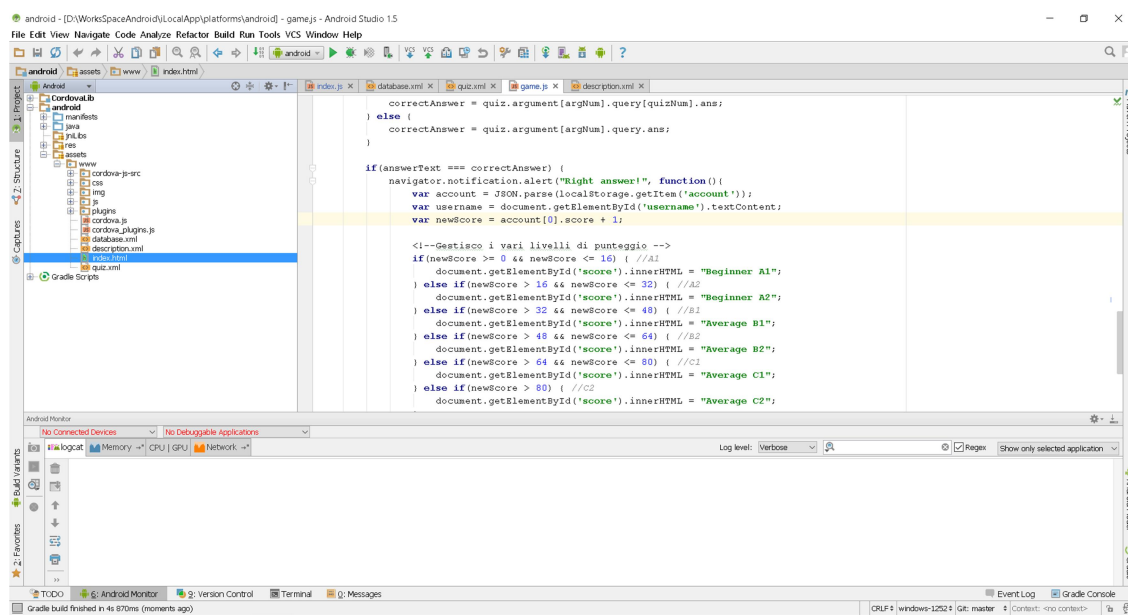 android - [D:\WorkSpaceAndroid\jLocalApp\platforms\android] - game.js - Android Studio 1.5
File Edit View Navigate Code Analyze Refactor Build Run Tools VCS Window Help
android
android assets www index.html
Android
index.js database.xml quiz.xml game.js description.xml
1: Project
2: Structure
Captures
Build Variants
2: Favorites
CordovaLib
android
manifests
java
jniLibs
res
assets
www
cordova-js-src
css
img
js
plugins
cordova.js
cordova_plugins.js
database.xml
description.xml
index.html
quiz.xml
Gradle Scripts
correctAnswer = quiz.argument[argNum].query[quizNum].ans;
} else {
correctAnswer = quiz.argument[argNum].query.ans;
}
if(answerText === correctAnswer) {
navigator.notification.alert("Right answer!", function(){
var account = JSON.parse(localStorage.getItem('account'));
var username = document.getElementById('username').textContent;
var newScore = account[0].score + 1;
<!--Gestisco i vari livelli di punteggio -->
if(newScore >= 0 && newScore <= 16) { //A1
document.getElementById('score').innerHTML = "Beginner A1";
} else if(newScore > 16 && newScore <= 32) { //A2
document.getElementById('score').innerHTML = "Beginner A2";
} else if(newScore > 32 && newScore <= 48) { //B1
document.getElementById('score').innerHTML = "Average B1";
} else if(newScore > 48 && newScore <= 64) { //B2
document.getElementById('score').innerHTML = "Average B2";
} else if(newScore > 64 && newScore <= 80) { //C1
document.getElementById('score').innerHTML = "Average C1";
} else if(newScore > 80) { //C2
document.getElementById('score').innerHTML = "Average C2";
Android Monitor
No Connected Devices No Debuggable Applications
logcat Memory CPU | GPU Network Log level: Verbose Regex Show only selected application
TODO 6: Android Monitor 9: Version Control Terminal 0: Messages Event Log Gradle Console
Gradle build finished in 4s 870ms (moments ago) CRLF windows-1252 Git: master Context: <no context>